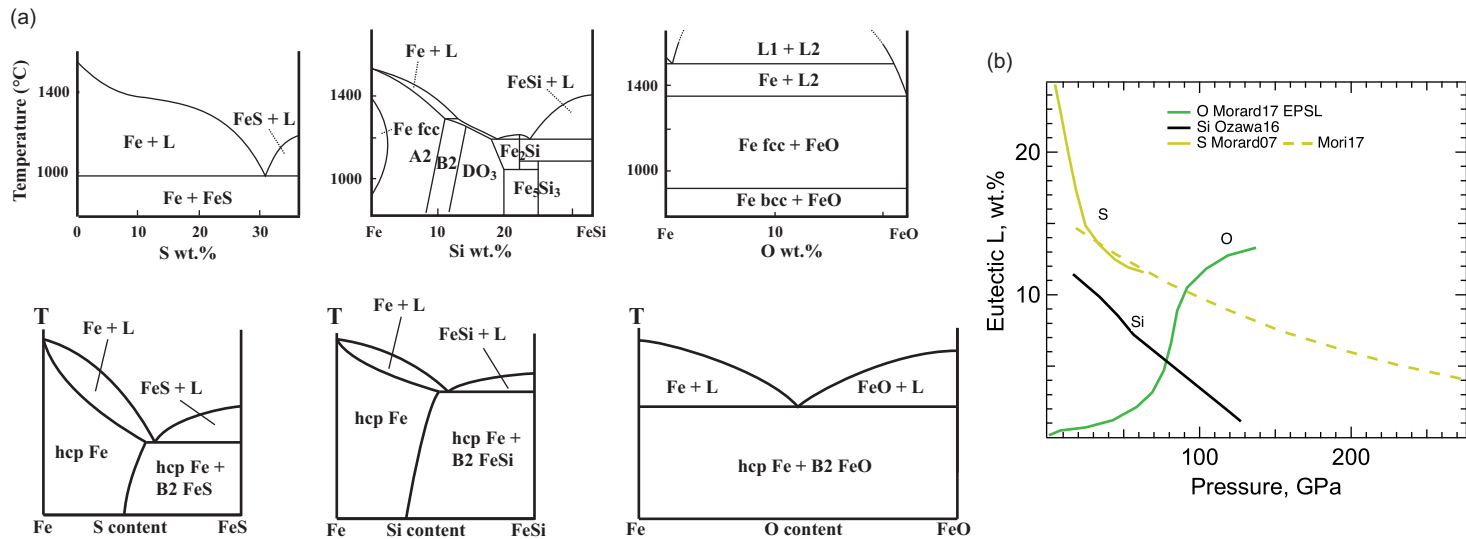 (a)
Temperature (°C)
1400
1000
Fe + L
FeS + L
Fe + FeS
0
10
20
30
S wt.%
Fe + L
FeSi + L
1400
1000
Fe fcc
A2
B2
DO₃
Fe₂Si
Fe₅Si₃
Fe
10
20
FeSi
Si wt.%
L1 + L2
Fe + L2
1400
1000
Fe fcc + FeO
Fe bcc + FeO
Fe
10
FeO
O wt.%
T
Fe + L
FeS + L
hcp Fe
hcp Fe +
B2 FeS
Fe
S content
FeS
T
Fe + L
FeSi + L
hcp Fe
hcp Fe +
B2 FeSi
Fe
Si content
FeSi
T
Fe + L
FeO + L
hcp Fe + B2 FeO
Fe
O content
FeO
(b)
Eutectic L, wt.%
20
10
O Morard17 EPSL
Si Ozawa16
S Morard07
Mori17
S
O
Si
100
200
Pressure, GPa